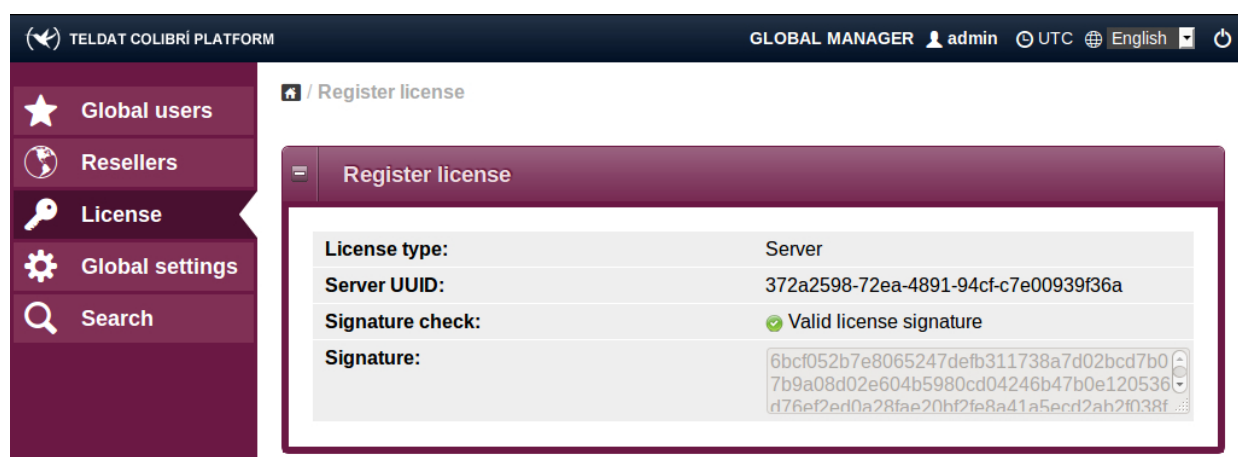 TELDAT COLIBRÍ PLATFORM
GLOBAL MANAGER admin UTC English
/ Register license
Global users
Resellers
License
Global settings
Search
Register license
License type: Server
Server UUID: 372a2598-72ea-4891-94cf-c7e00939f36a
Signature check: Valid license signature
Signature: 6bcf052b7e8065247defb311738a7d02bcd7b0
7b9a08d02e604b5980cd04246b47b0e120536
d76ef2ed0a28fae20bf2fe8a41a5ecd2ab2f038f